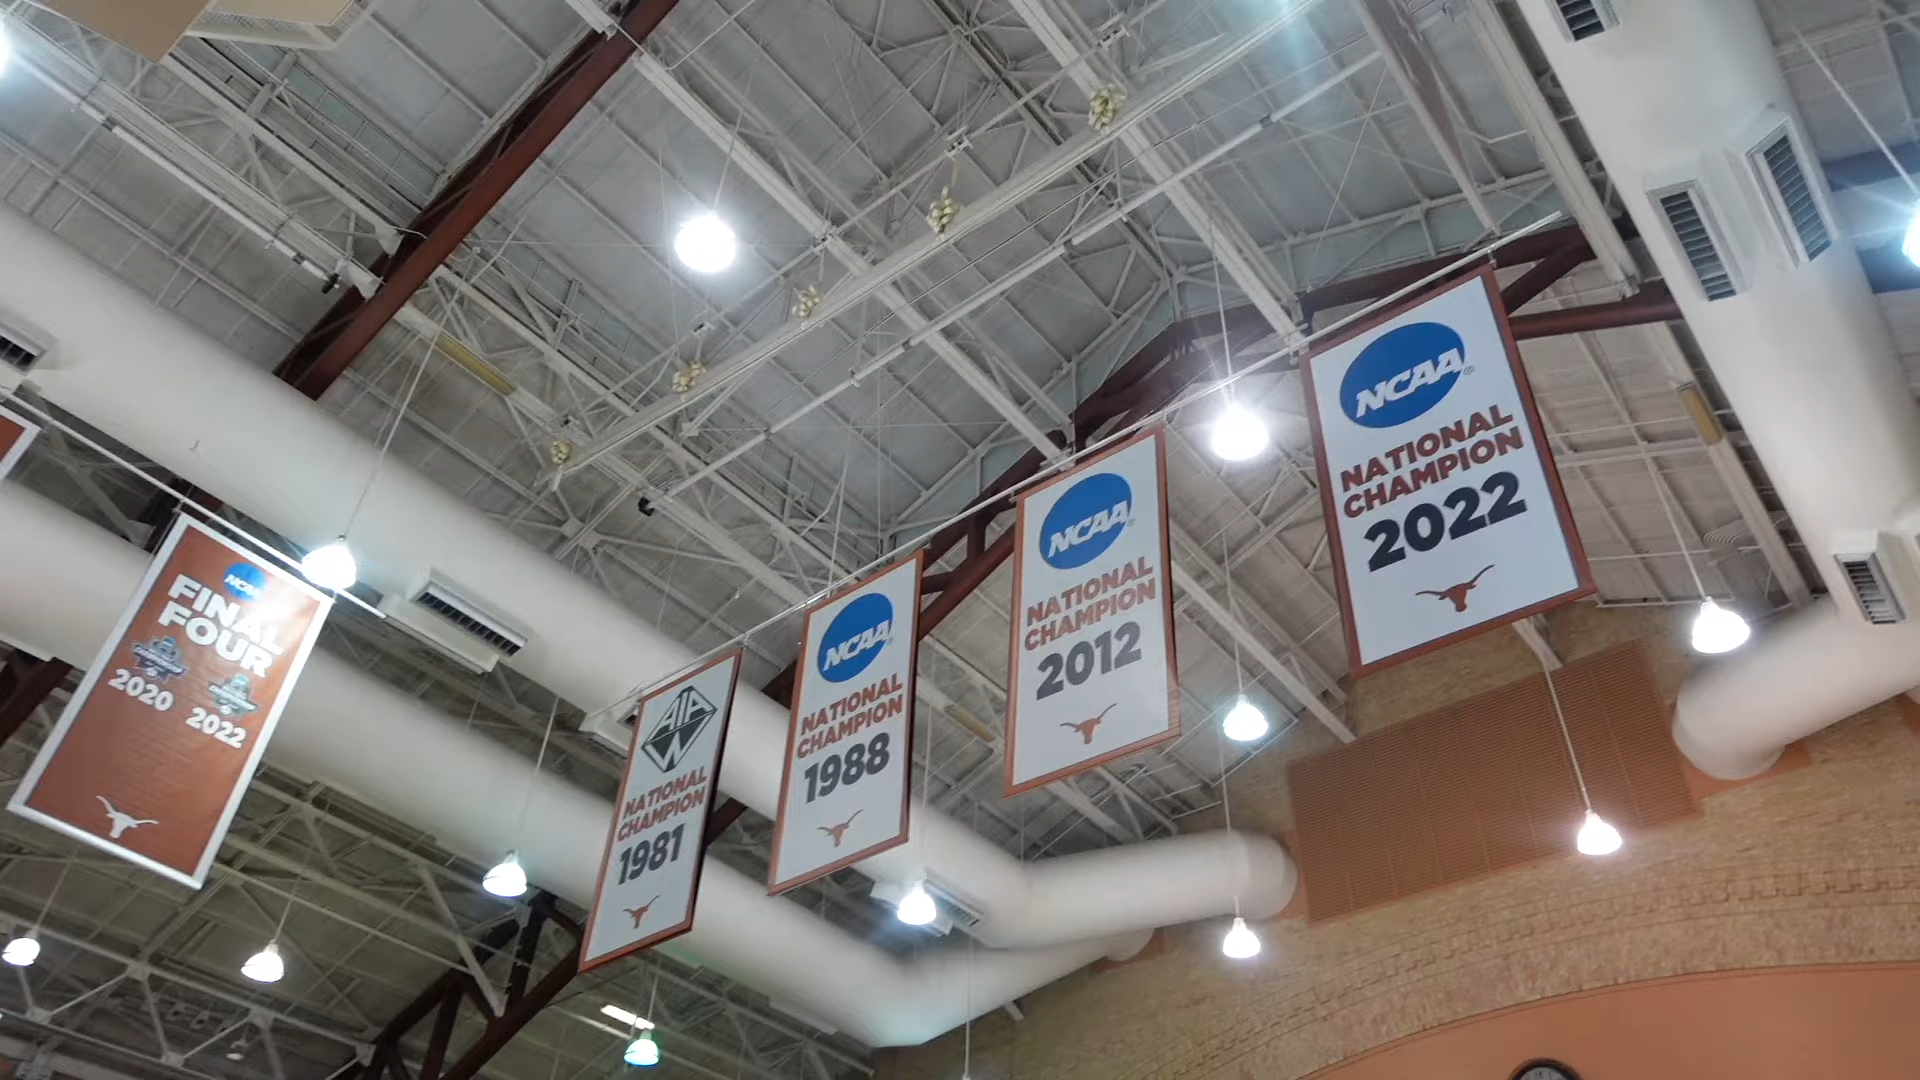 NCAA
FINAL
FOUR
2020
2022
AIAW
NATIONAL
CHAMPION
1981
NCAA
NATIONAL
CHAMPION
1988
NCAA
NATIONAL
CHAMPION
2012
NCAA®
NATIONAL
CHAMPION
2022